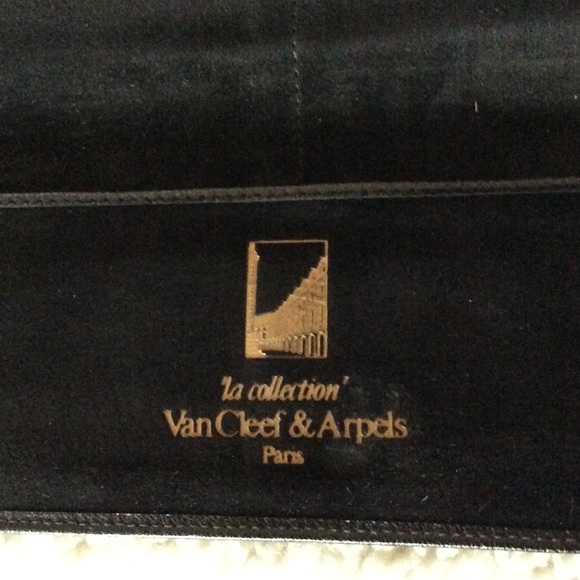 'la collection'
Van Cleef & Arpels
Paris